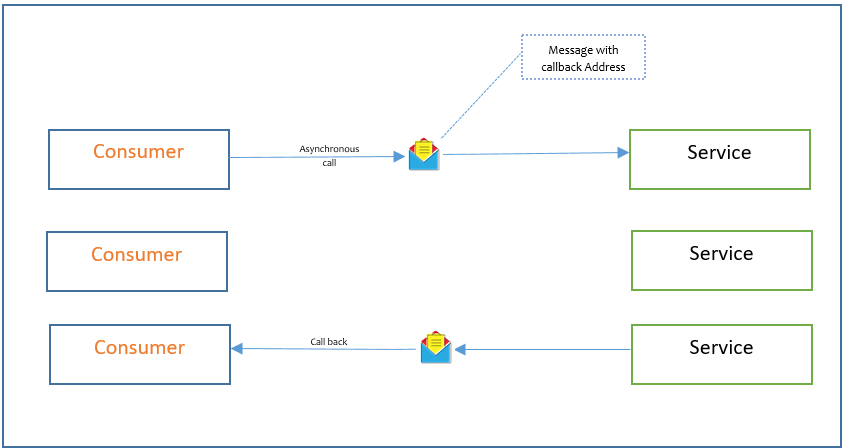 Message with
callback Address
Consumer
Asynchronous
call
Service
Consumer
Service
Consumer
Call back
Service